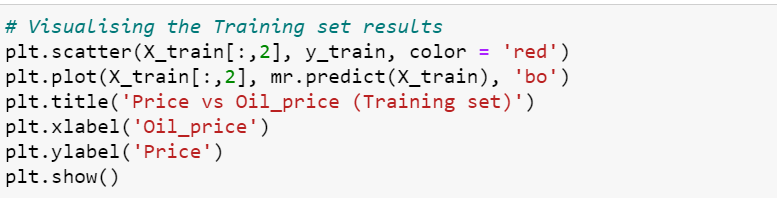 # Visualising the Training set results
plt.scatter(X_train[:,2], y_train, color = 'red')
plt.plot(X_train[:,2], mr.predict(X_train), 'bo')
plt.title('Price vs Oil_price (Training set)')
plt.xlabel('Oil_price')
plt.ylabel('Price')
plt.show()